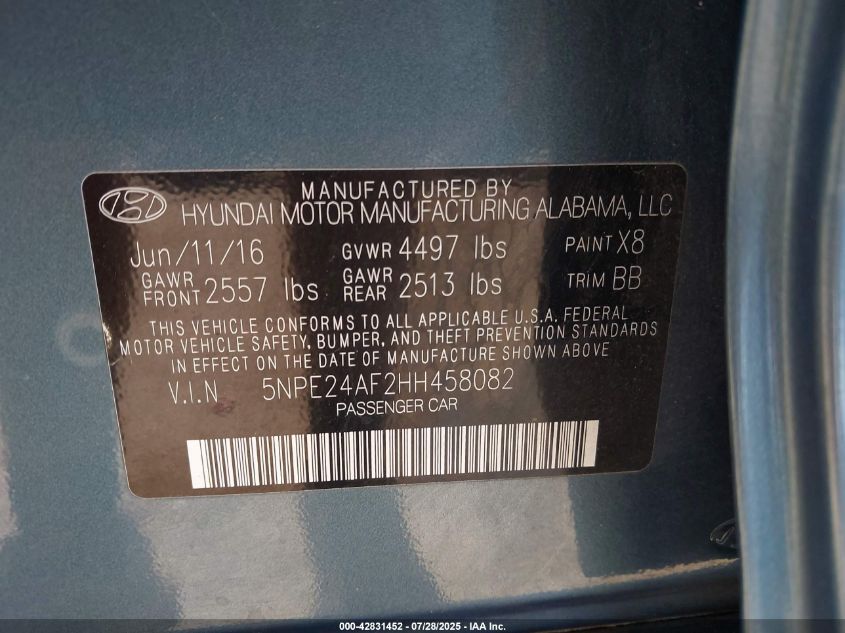 MANUFACTURED BY
HYUNDAI MOTOR MANUFACTURING ALABAMA, LLC
Jun/11/16 GVWR 4497 lbs PAINT X8
GAWR FRONT 2557 lbs GAWR REAR 2513 lbs TRIM BB
THIS VEHICLE CONFORMS TO ALL APPLICABLE U.S.A. FEDERAL
MOTOR VEHICLE SAFETY, BUMPER, AND THEFT PREVENTION STANDARDS
IN EFFECT ON THE DATE OF MANUFACTURE SHOWN ABOVE
V.I.N 5NPE24AF2HH458082
PASSENGER CAR
000-42831452 - 07/28/2025 - IAA Inc.